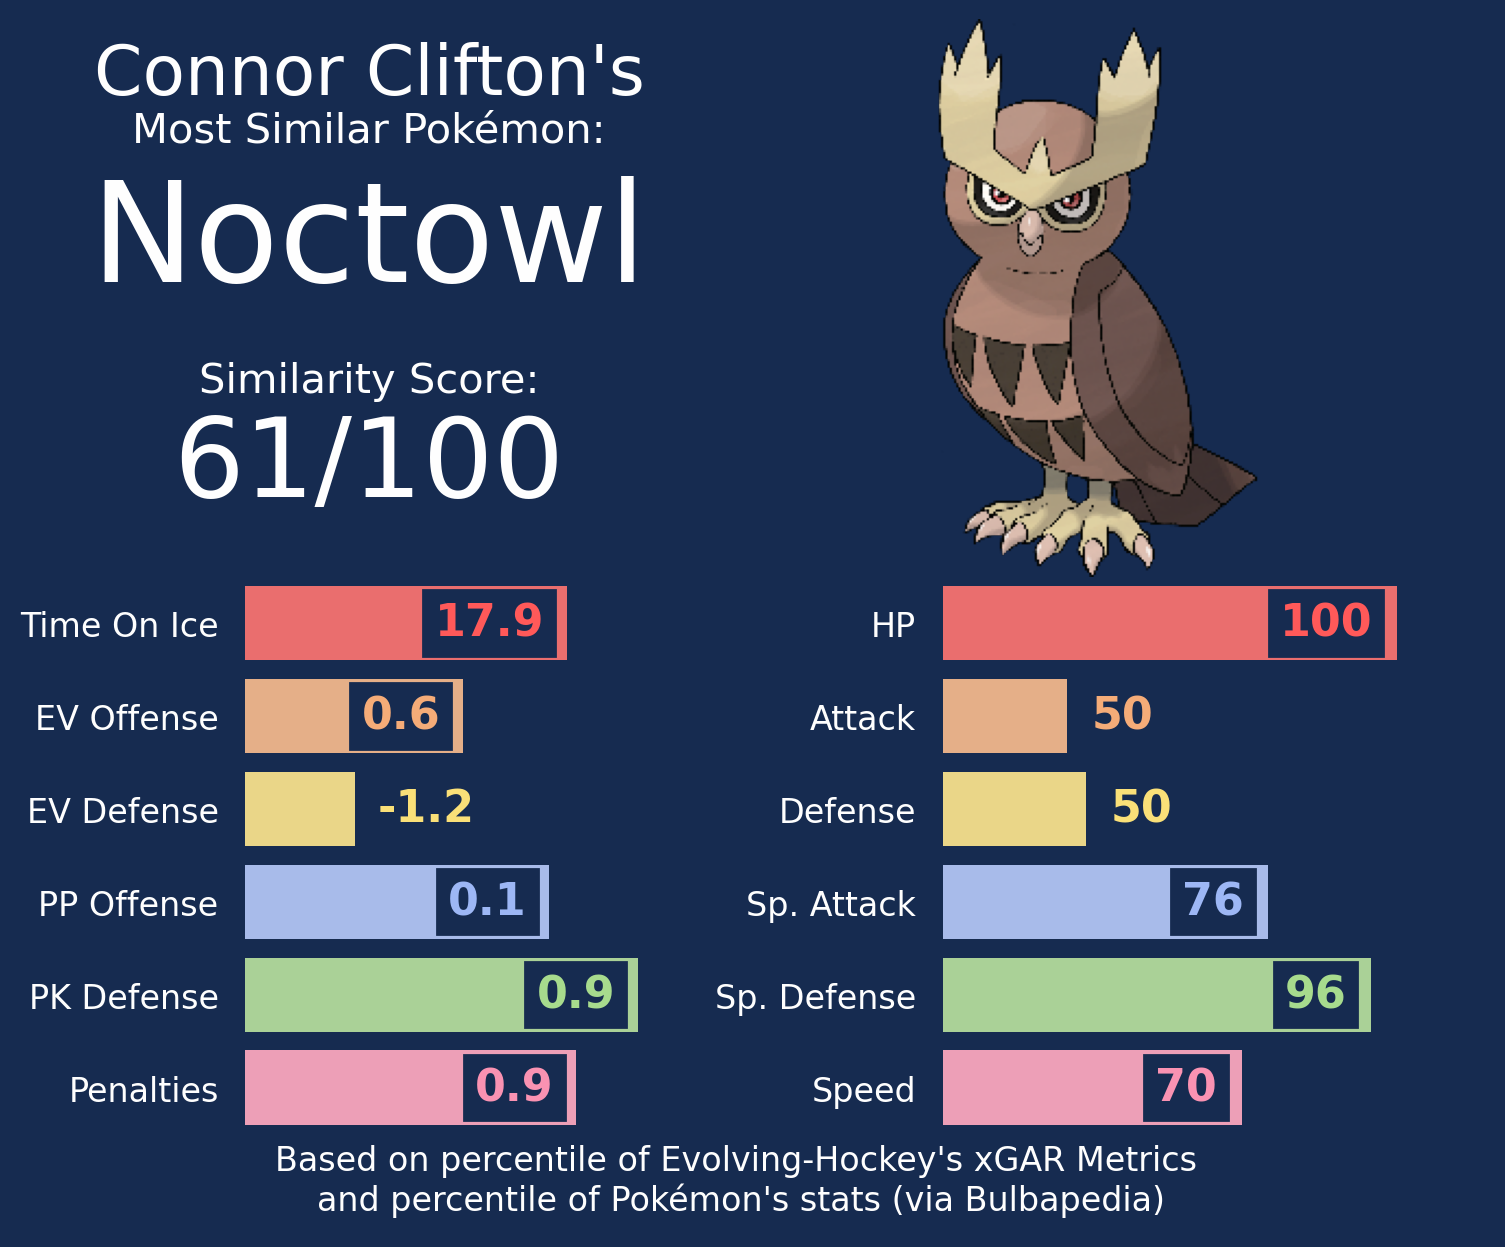 Connor Clifton's
Most Similar Pokémon:
Noctowl
Similarity Score:
61/100
Time On Ice 17.9
EV Offense 0.6
EV Defense -1.2
PP Offense 0.1
PK Defense 0.9
Penalties 0.9
HP 100
Attack 50
Defense 50
Sp. Attack 76
Sp. Defense 96
Speed 70
Based on percentile of Evolving-Hockey's xGAR Metrics
and percentile of Pokémon's stats (via Bulbapedia)